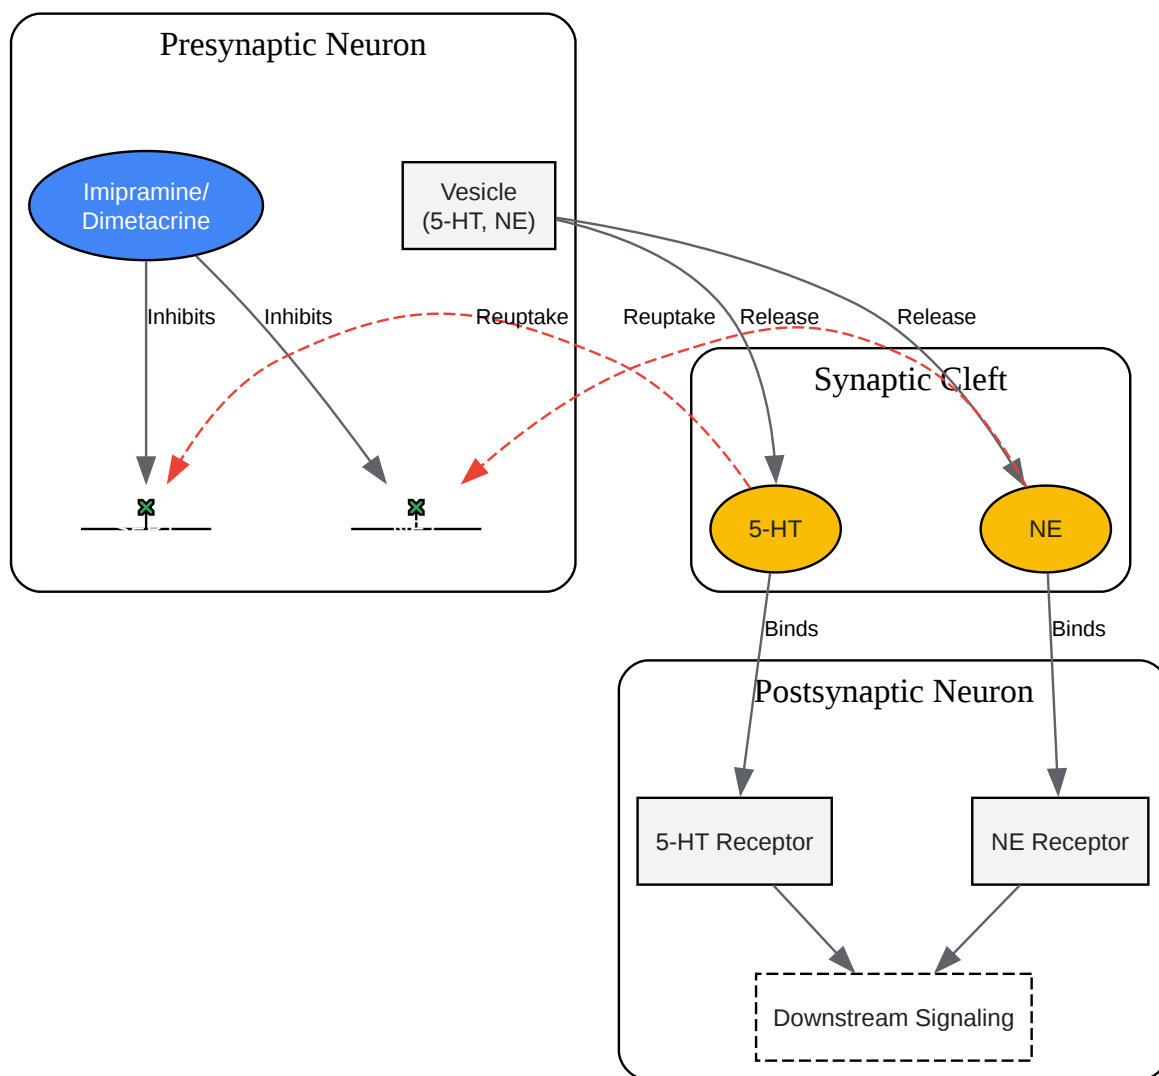 Presynaptic Neuron
Imipramine/
Dimetacrine
Vesicle
(5-HT, NE)
Inhibits
Inhibits
Reuptake
Reuptake
Release
Release
Synaptic Cleft
5-HT
NE
Binds
Binds
Postsynaptic Neuron
5-HT Receptor
NE Receptor
Downstream Signaling